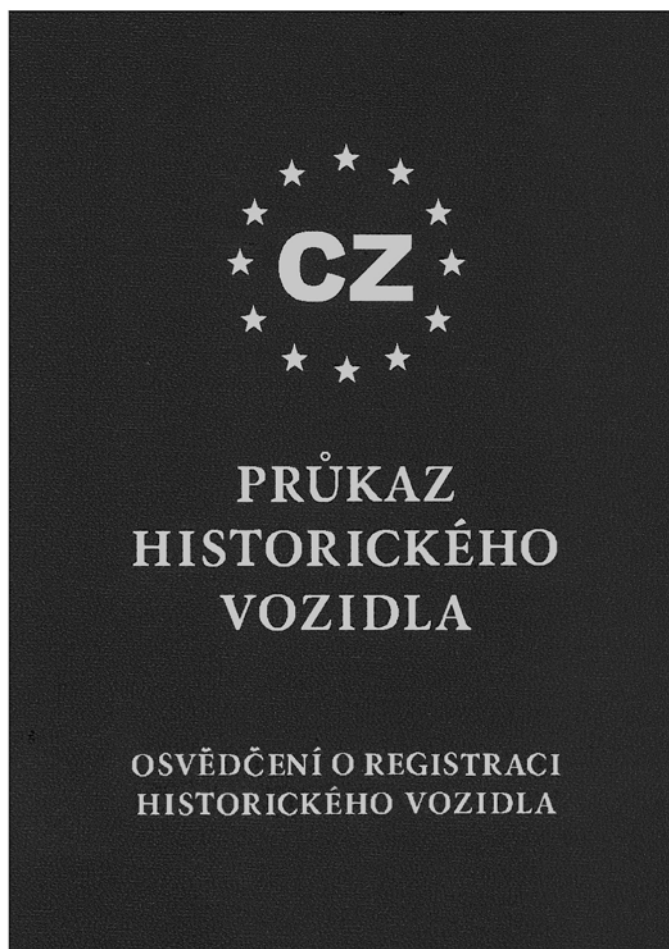 CZ
PRŮKAZ
HISTORICKÉHO
VOZIDLA
OSVĚDČENÍ O REGISTRACI
HISTORICKÉHO VOZIDLA